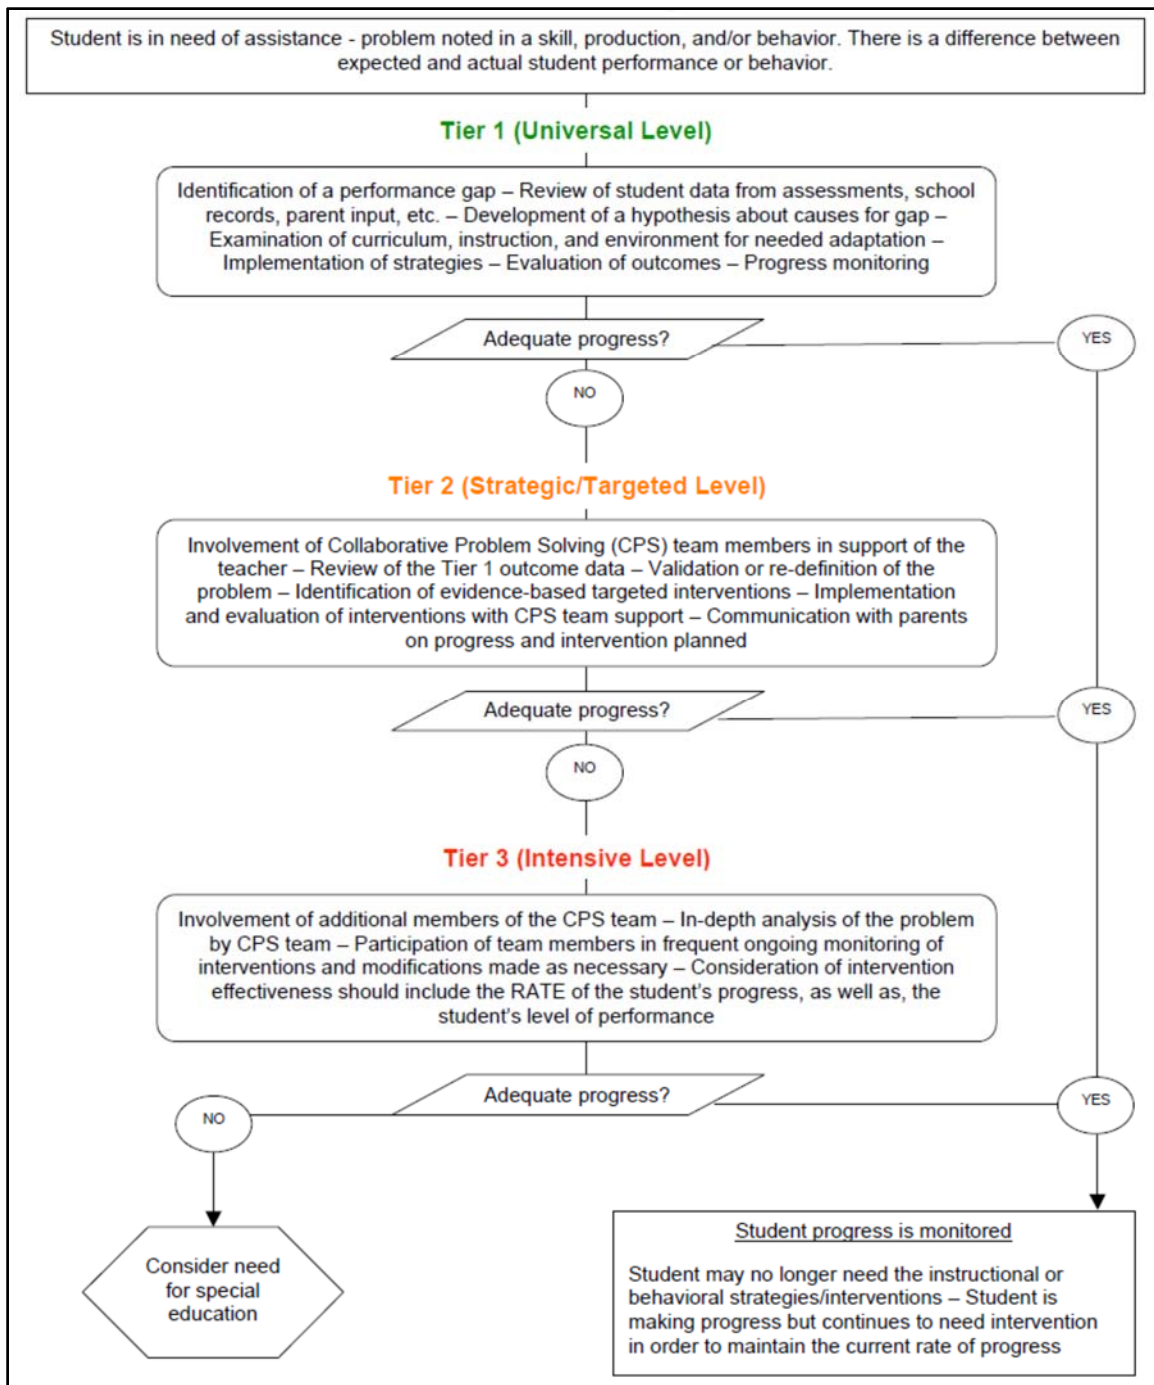 Student is in need of assistance - problem noted in a skill, production, and/or behavior. There is a difference between
expected and actual student performance or behavior.
Tier 1 (Universal Level)
Identification of a performance gap – Review of student data from assessments, school
records, parent input, etc. – Development of a hypothesis about causes for gap –
Examination of curriculum, instruction, and environment for needed adaptation –
Implementation of strategies – Evaluation of outcomes – Progress monitoring
Adequate progress?
YES
NO
Tier 2 (Strategic/Targeted Level)
Involvement of Collaborative Problem Solving (CPS) team members in support of the
teacher – Review of the Tier 1 outcome data – Validation or re-definition of the
problem – Identification of evidence-based targeted interventions – Implementation
and evaluation of interventions with CPS team support – Communication with parents
on progress and intervention planned
Adequate progress?
YES
NO
Tier 3 (Intensive Level)
Involvement of additional members of the CPS team – In-depth analysis of the problem
by CPS team – Participation of team members in frequent ongoing monitoring of
interventions and modifications made as necessary – Consideration of intervention
effectiveness should include the RATE of the student's progress, as well as, the
student's level of performance
Adequate progress?
NO
YES
Consider need
for special
education
Student progress is monitored
Student may no longer need the instructional or
behavioral strategies/interventions – Student is
making progress but continues to need intervention
in order to maintain the current rate of progress